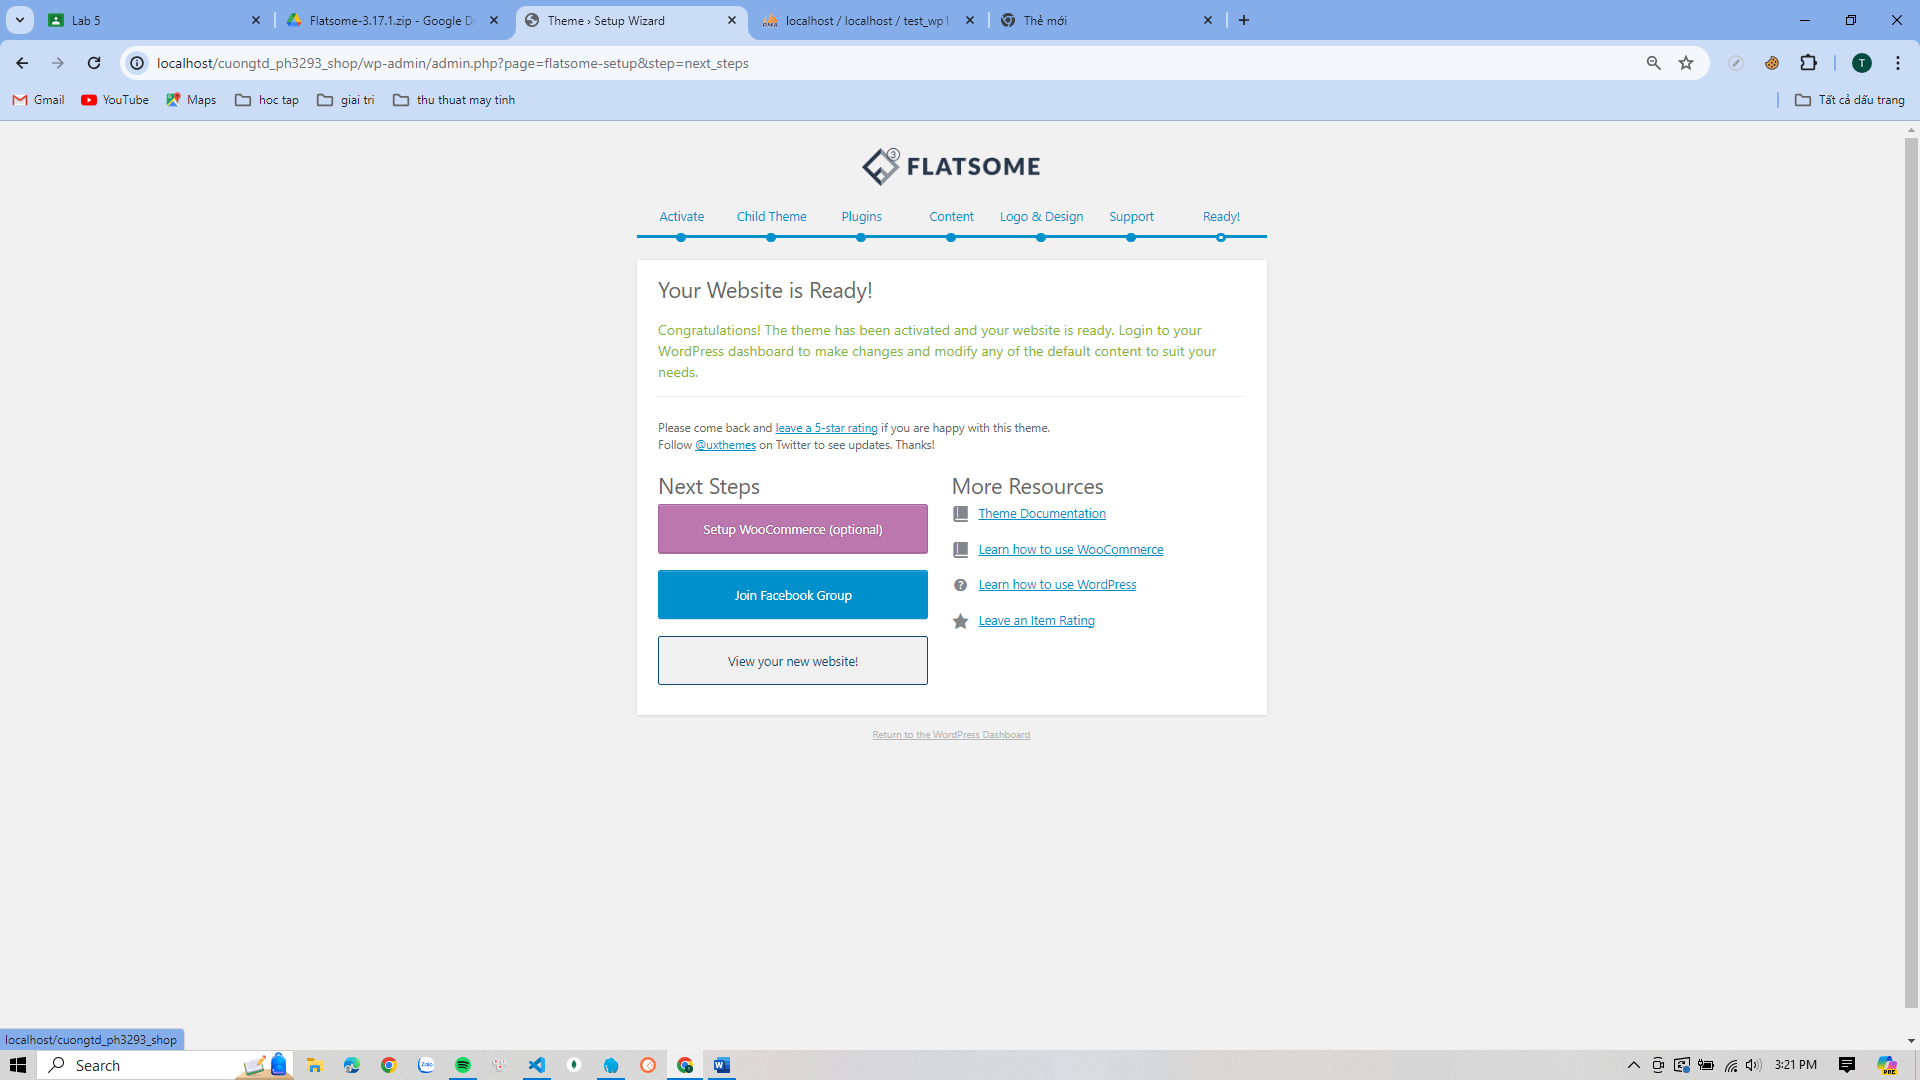 Lab 5
Flatsome-3.17.1.zip - Google Dr
Theme › Setup Wizard
localhost / localhost / test_wp1
Thẻ mới
localhost/cuongtd_ph3293_shop/wp-admin/admin.php?page=flatsome-setup&step=next_steps
T
Gmail
YouTube
Maps
hoc tap
giai tri
thu thuat may tinh
Tất cả dấu trang
3
FLATSOME
Activate
Child Theme
Plugins
Content
Logo & Design
Support
Ready!
Your Website is Ready!
Congratulations! The theme has been activated and your website is ready. Login to your
WordPress dashboard to make changes and modify any of the default content to suit your
needs.
Please come back and leave a 5-star rating if you are happy with this theme.
Follow @uxthemes on Twitter to see updates. Thanks!
Next Steps
Setup WooCommerce (optional)
Join Facebook Group
View your new website!
More Resources
Theme Documentation
Learn how to use WooCommerce
Learn how to use WordPress
Leave an Item Rating
Return to the WordPress Dashboard
localhost/cuongtd_ph3293_shop
Search
Zalo
3:21 PM
PRE